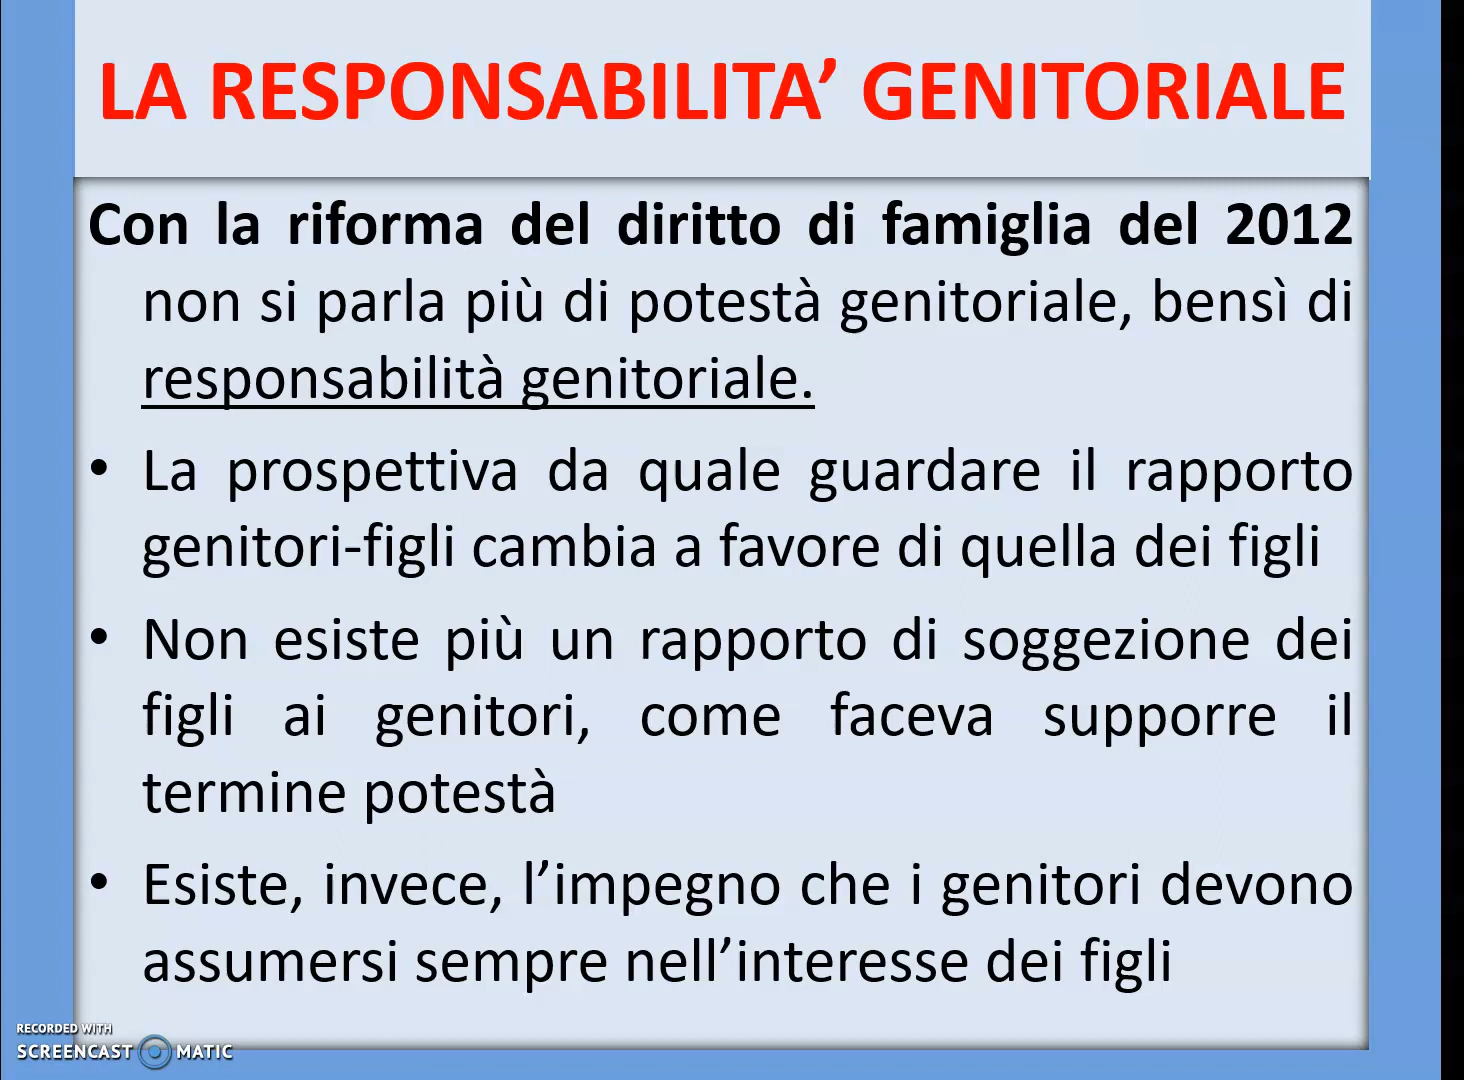 LA RESPONSABILITA’ GENITORIALE
Con la riforma del diritto di famiglia del 2012
non si parla più di potestà genitoriale, bensì di
responsabilità genitoriale.
• La prospettiva da quale guardare il rapporto
genitori-figli cambia a favore di quella dei figli
• Non esiste più un rapporto di soggezione dei
figli ai genitori, come faceva supporre il
termine potestà
• Esiste, invece, l’impegno che i genitori devono
assumersi sempre nell’interesse dei figli
RECORDED WITH
SCREENCAST MATIC